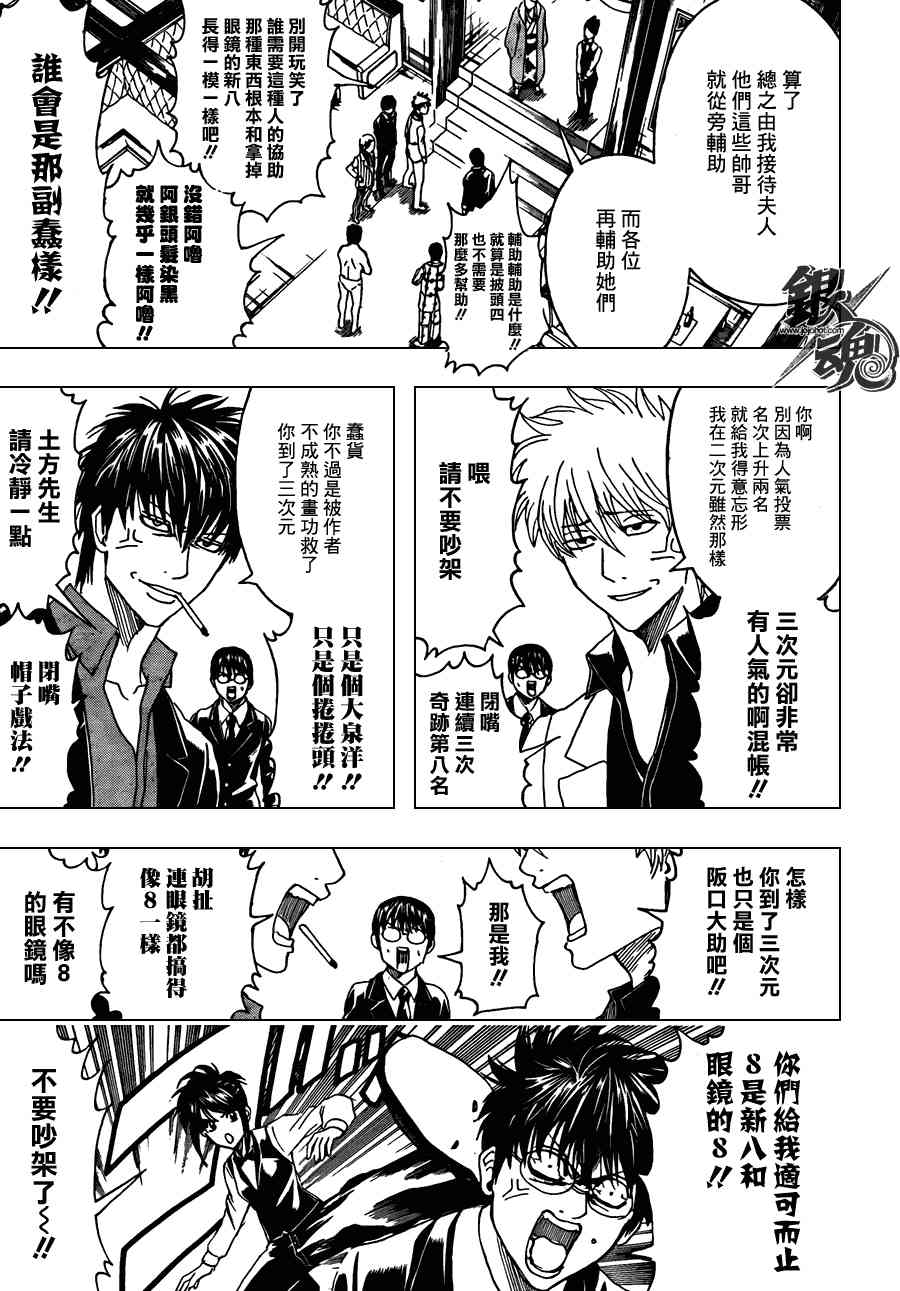 算了
總之由我接待夫人
他們這些帥哥
就從旁輔助
而各位
再輔助她們
輔助輔助是什麼!!
就算是披頭四
也不需要
那麼多幫助!!
別開玩笑了
誰需要這種人的協助
那種東西根本和拿掉
眼鏡的新八
長得一模一樣吧!!
沒錯阿嚕
阿銀頭髮染黑
就幾乎一樣阿嚕!!
誰會是那副蠢樣!!
銀魂
www.jojohot.com
你啊
別因為人氣投票
名次上升兩名
就給我得意忘形
我在二次元雖然那樣
三次元卻非常
有人氣的啊混帳!!
喂
請不要吵架
閉嘴
連續三次
奇跡第八名
蠢貨
你不過是被作者
不成熟的畫功救了
你到了三次元
只是個大泉洋!!
只是個捲捲頭!!
土方先生
請冷靜一點
閉嘴
帽子戲法!!
怎樣
你到了三次元
也只是個
阪口大助吧!!
那是我!!
胡扯
連眼鏡都搞得
像8一樣
有不像8
的眼鏡嗎
你們給我適可而止
8是新八和
眼鏡的8!!
不要吵架了～!!